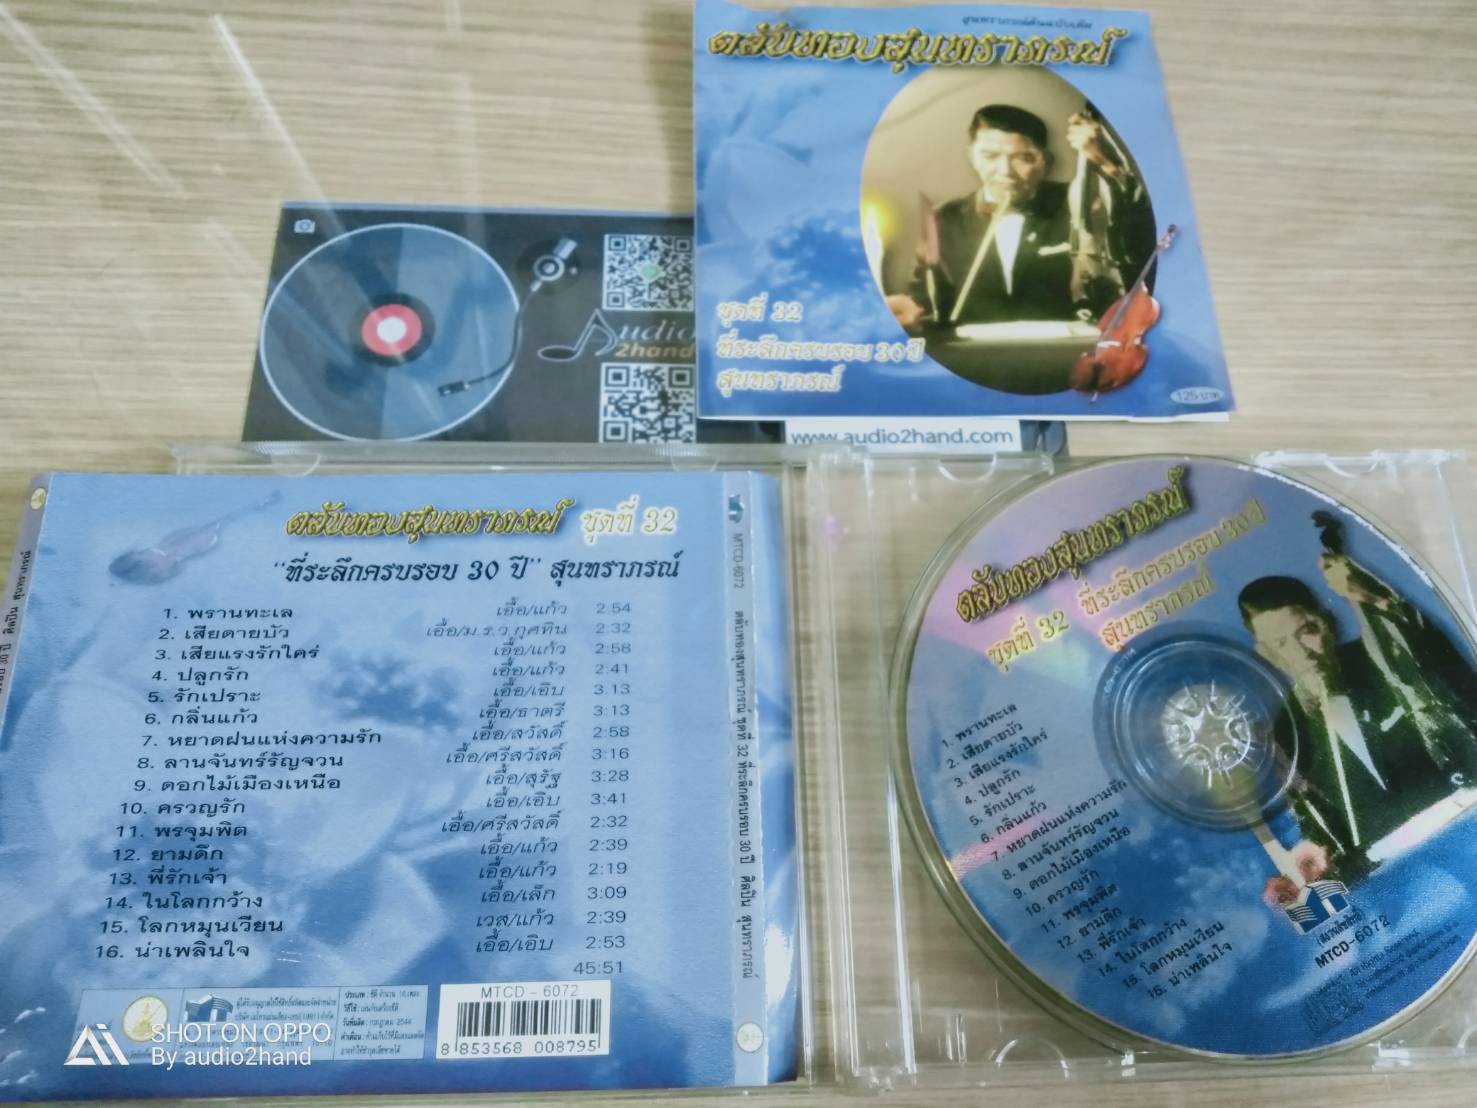 สุนทราภรณ์ต้นฉบับเดิม
ตลับทองสุนทราภรณ์
ชุดที่ 32
ที่ระลึกครบรอบ 30 ปี
สุนทราภรณ์
125 บาท
Audio
2hand
www.audio2hand.com
ตลับทองสุนทราภรณ์ ชุดที่ 32
"ที่ระลึกครบรอบ 30 ปี" สุนทราภรณ์
1. พรานทะเล เอื้อ/แก้ว 2:54
2. เสียดายบัว เอื้อ/ม.ร.ว.กุศทิน 2:32
3. เสียแรงรักใคร่ เอื้อ/แก้ว 2:58
4. ปลูกรัก เอื้อ/แก้ว 2:41
5. รักเปราะ เอื้อ/เอิบ 3:13
6. กลิ่นแก้ว เอื้อ/ธาตรี 3:13
7. หยาดฝนแห่งความรัก เอื้อ/สวัสดิ์ 2:58
8. ลานจันทร์รัญจวน เอื้อ/ศรีสวัสดิ์ 3:16
9. ดอกไม้เมืองเหนือ เอื้อ/สุรัฐ 3:28
10. ครวญรัก เอื้อ/เอิบ 3:41
11. พรจุมพิต เอื้อ/ศรีสวัสดิ์ 2:32
12. ยามดึก เอื้อ/แก้ว 2:39
13. พี่รักเจ้า เอื้อ/แก้ว 2:19
14. ในโลกกว้าง เอื้อ/เล็ก 3:09
15. โลกหมุนเวียน เวส/แก้ว 2:39
16. น่าเพลินใจ เอื้อ/เอิบ 2:53
45:51
MTCD - 6072
8 853568 008795
MTCD-6072 ตลับทองสุนทราภรณ์ ชุดที่ 32 ที่ระลึกครบรอบ 30 ปี ศิลปิน สุนทราภรณ์
ตลับทองสุนทราภรณ์
ชุดที่ 32 ที่ระลึกครบรอบ 30 ปี
สุนทราภรณ์
1. พรานทะเล
2. เสียดายบัว
3. เสียแรงรักใคร่
4. ปลูกรัก
5. รักเปราะ
6. กลิ่นแก้ว
7. หยาดฝนแห่งความรัก
8. ลานจันทร์รัญจวน
9. ดอกไม้เมืองเหนือ
10. ครวญรัก
11. พรจุมพิต
12. ยามดึก
13. พี่รักเจ้า
14. ในโลกกว้าง
15. โลกหมุนเวียน
16. น่าเพลินใจ
MTCD-6072
SHOT ON OPPO
By audio2hand